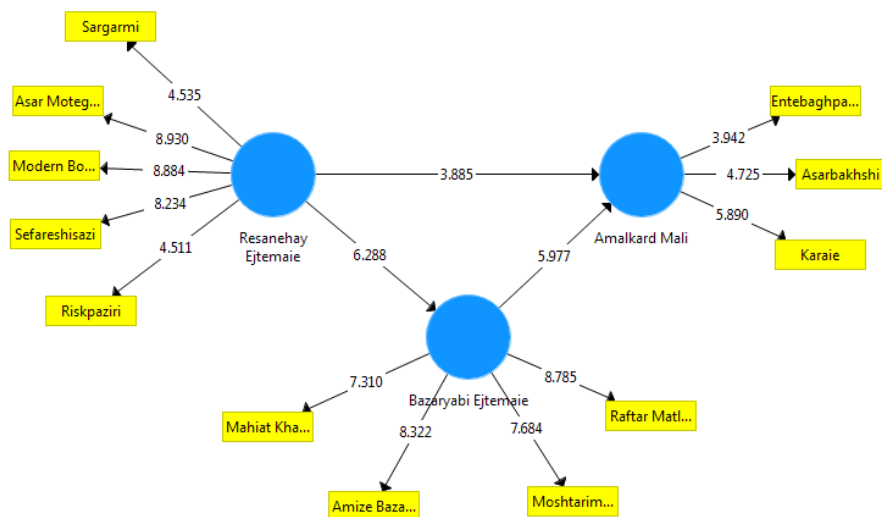 Sargarmi
4.535
Asar Moteg...
8.930
Entebaghpa...
3.942
Modern Bo...
8.884
3.885
4.725
Asarbakhshi
Sefareshisazi
8.234
5.890
4.511
Resanehay
Ejtemaie
Amalkard Mali
Karaie
6.288
5.977
Riskpaziri
7.310
8.785
Bazaryabi Ejtemaie
Mahiat Kha...
Raftar Matl...
8.322
7.684
Amize Baza...
Moshtarim...